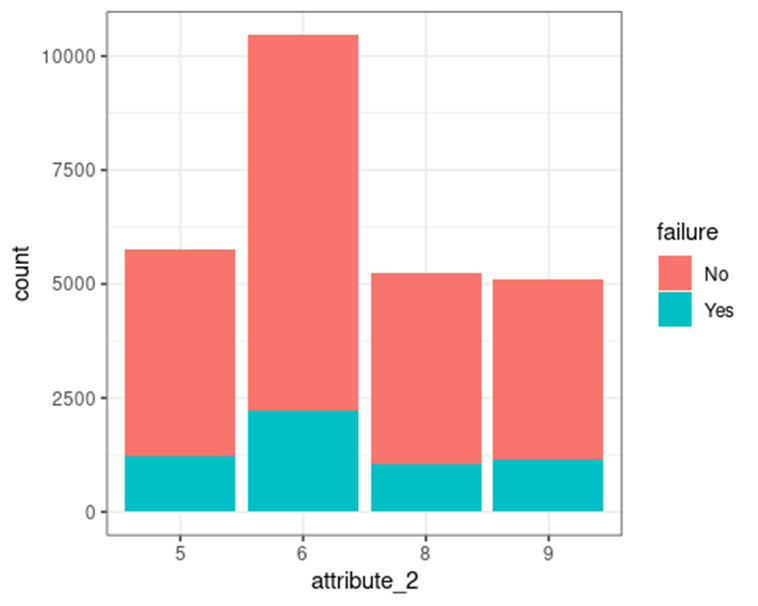 10000
7500
5000
2500
0
count
5 6 8 9
attribute_2
failure
No
Yes